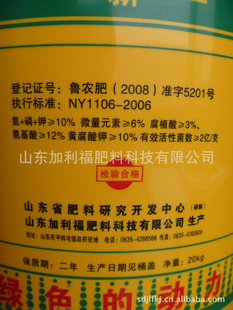 登记证号：鲁农肥（2008）准字5201号
执行标准：NY1106-2006
氮+磷+钾≥10% 微量元素≥6% 腐植酸≥3%、
氨基酸≥12% 黄腐酸钾≥10% 有效活性菌数≥2亿/克
山东加利福肥料科技有限公司
检验合格
山东省肥料研究开发中心（研制）
山东加利福肥料科技有限公司 生产
保质期：二年 生产日期见桶盖 净重：20kg
绿色的动力
sdjlffkj.cn.1688.com